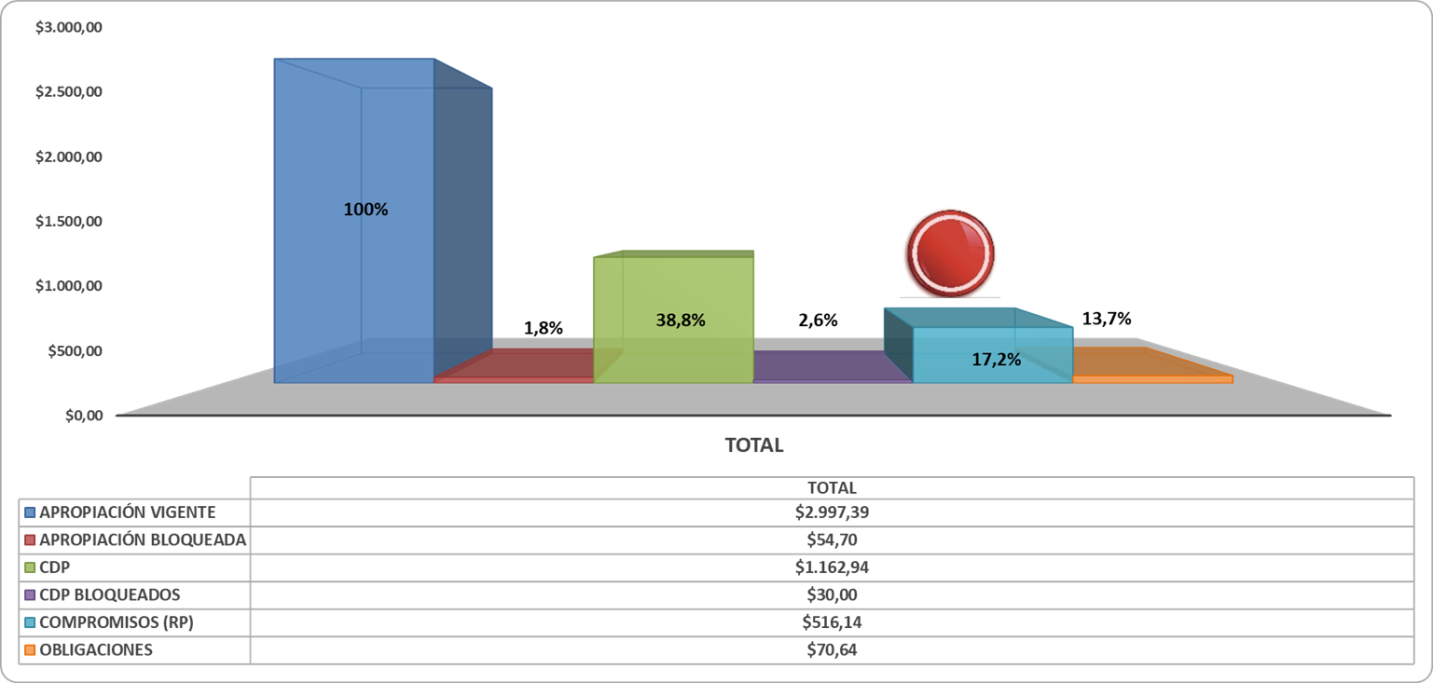 $3.000,00
$2.500,00
$2.000,00
$1.500,00
$1.000,00
$500,00
$0,00
100%
1,8%
38,8%
2,6%
17,2%
13,7%
TOTAL
TOTAL
APROPIACIÓN VIGENTE $2.997,39
APROPIACIÓN BLOQUEADA $54,70
CDP $1.162,94
CDP BLOQUEADOS $30,00
COMPROMISOS (RP) $516,14
OBLIGACIONES $70,64